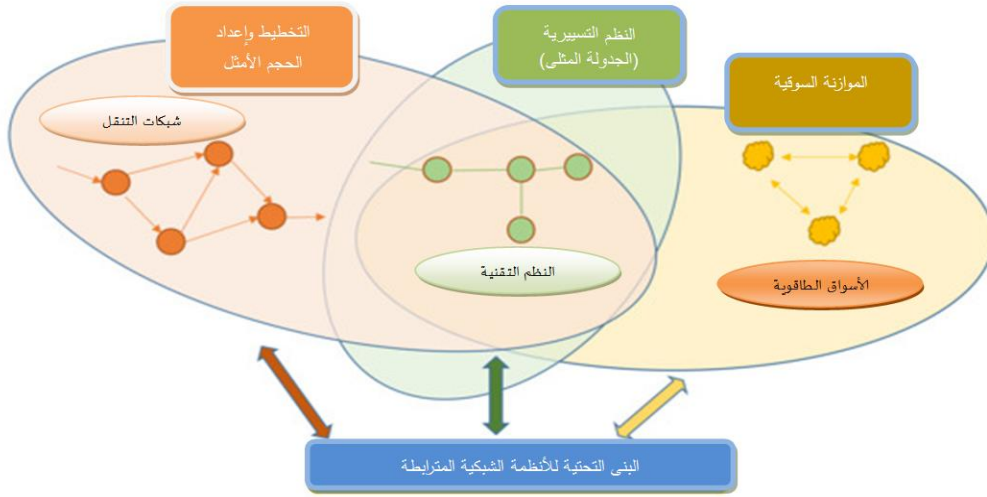 التخطيط وإعداد
الحجم الأمثل
النظم التسييرية
(الجدولة المثلى)
الموازنة السوقية
شبكات التنقل
النظم التقنية
الأسواق الطاقوية
البنى التحتية للأنظمة الشبكية المترابطة